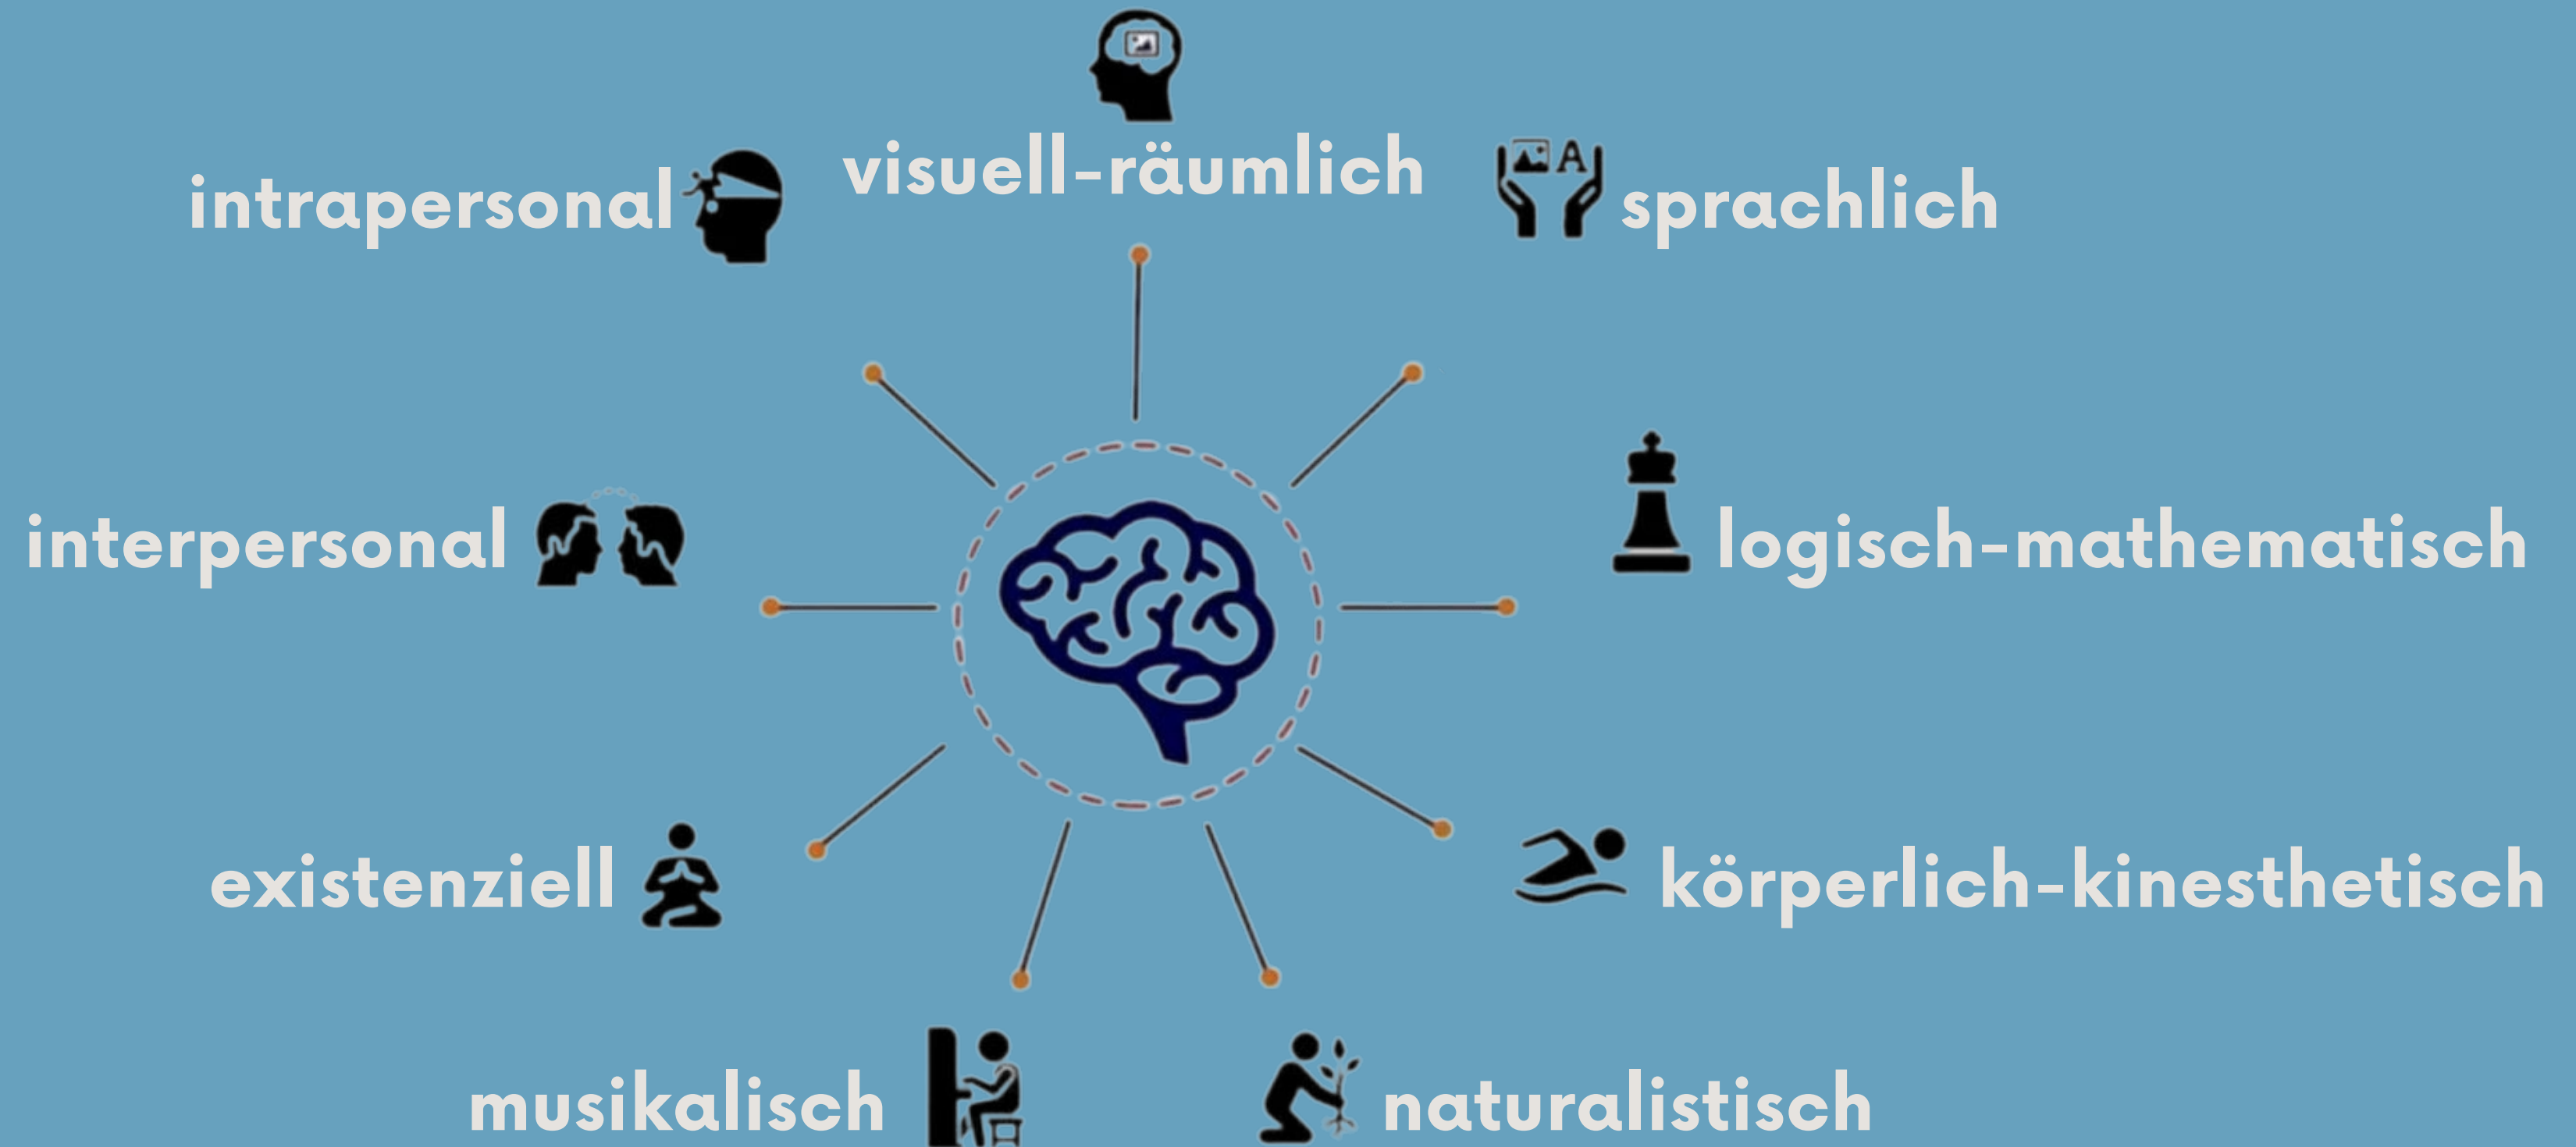 visuell-räumlich
intrapersonal
A
sprachlich
interpersonal
logisch-mathematisch
existenziell
körperlich-kinesthetisch
musikalisch
naturalistisch